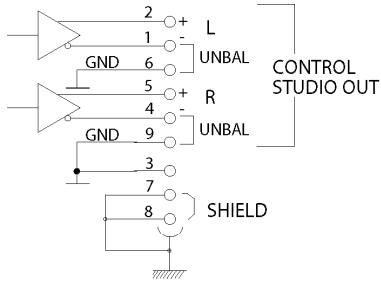 2 + L
1 -
UNBAL
GND 6
5 + R
4 -
UNBAL
GND 9
3
7
8
SHIELD
CONTROL
STUDIO OUT